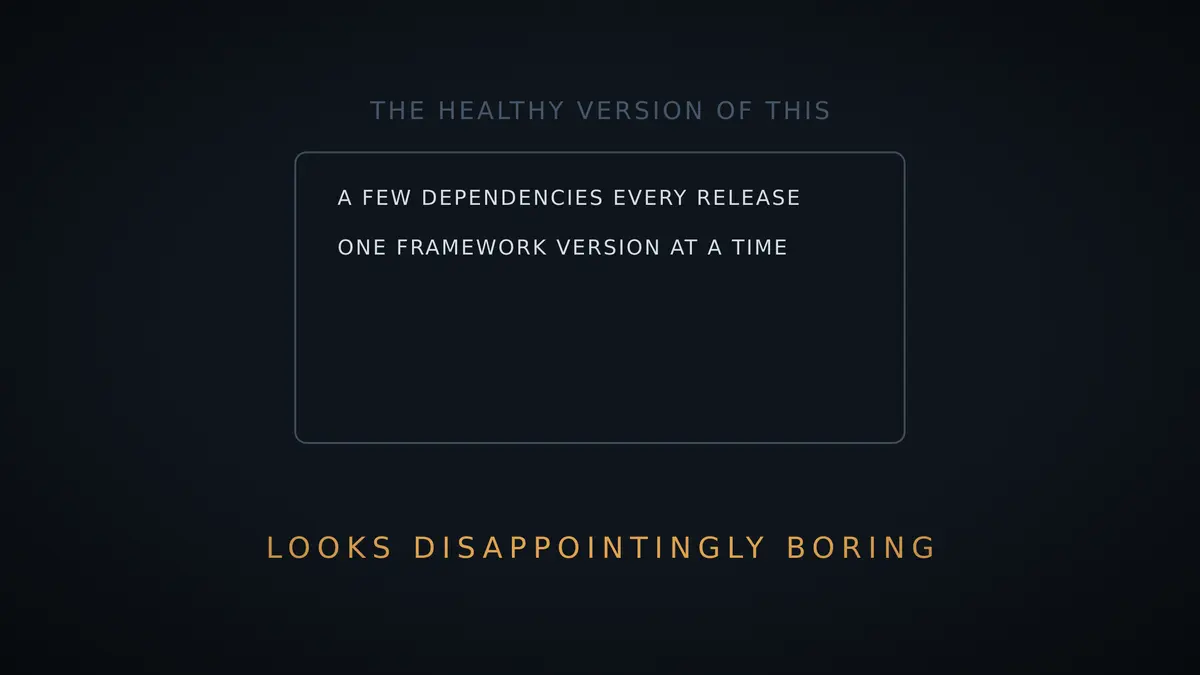 THE HEALTHY VERSION OF THIS
A FEW DEPENDENCIES EVERY RELEASE
ONE FRAMEWORK VERSION AT A TIME
LOOKS DISAPPOINTINGLY BORING